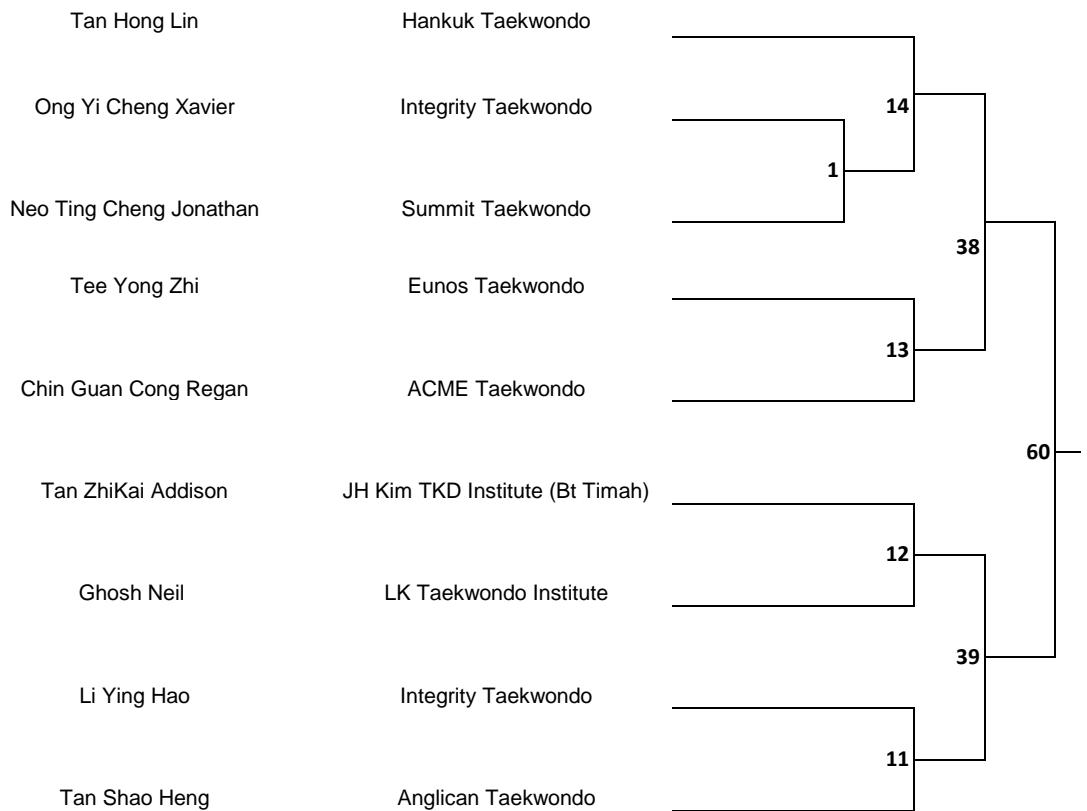 Tan Hong Lin Hankuk Taekwondo
14
Ong Yi Cheng Xavier Integrity Taekwondo
1
Neo Ting Cheng Jonathan Summit Taekwondo
38
Tee Yong Zhi Eunos Taekwondo
13
Chin Guan Cong Regan ACME Taekwondo
60
Tan ZhiKai Addison JH Kim TKD Institute (Bt Timah)
12
Ghosh Neil LK Taekwondo Institute
39
Li Ying Hao Integrity Taekwondo
11
Tan Shao Heng Anglican Taekwondo